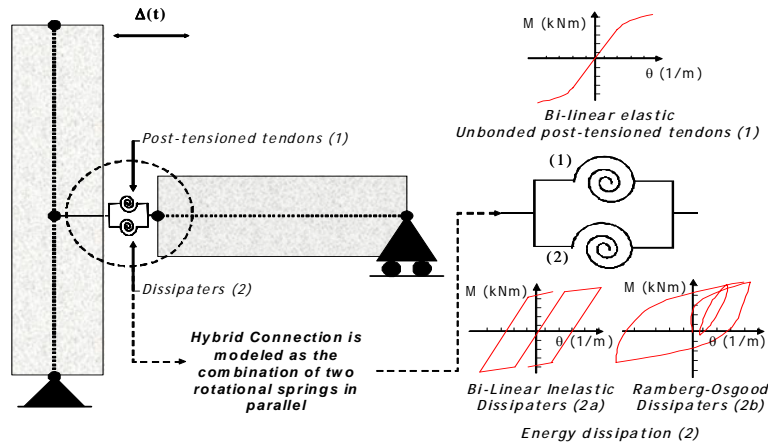 Δ(t)
Post-tensioned tendons (1)
Dissipaters (2)
Hybrid Connection is
modeled as the
combination of two
rotational springs in
parallel
M (kNm)
θ (1/m)
Bi-linear elastic
Unbonded post-tensioned tendons (1)
(1)
(2)
M (kNm)
θ (1/m)
Bi-Linear Inelastic
Dissipaters (2a)
M (kNm)
θ (1/m)
Ramberg-Osgood
Dissipaters (2b)
Energy dissipation (2)